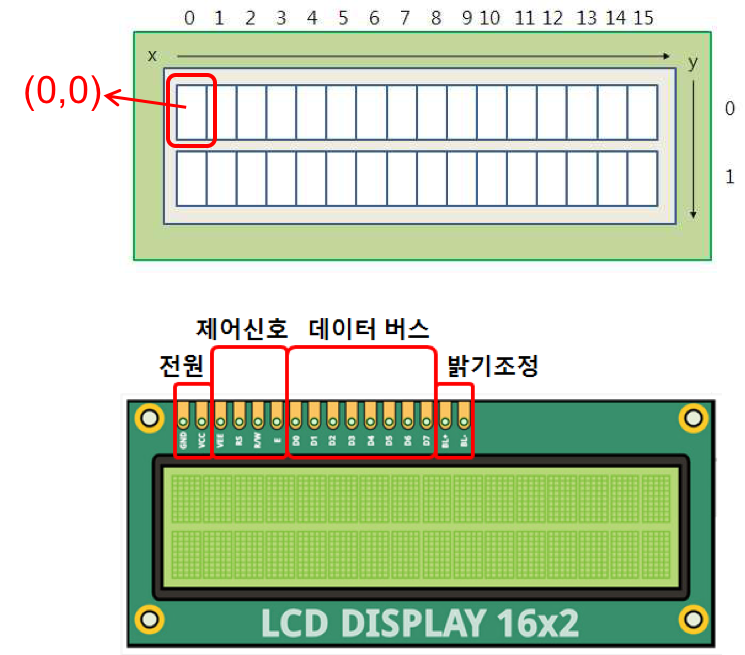 0 1 2 3 4 5 6 7 8 9 10 11 12 13 14 15
x
y
(0,0)
0
1
제어신호 데이터 버스
전원 밝기조정
GND VCC VEE RS R/W E D0 D1 D2 D3 D4 D5 D6 D7 BL+ BL-
LCD DISPLAY 16x2